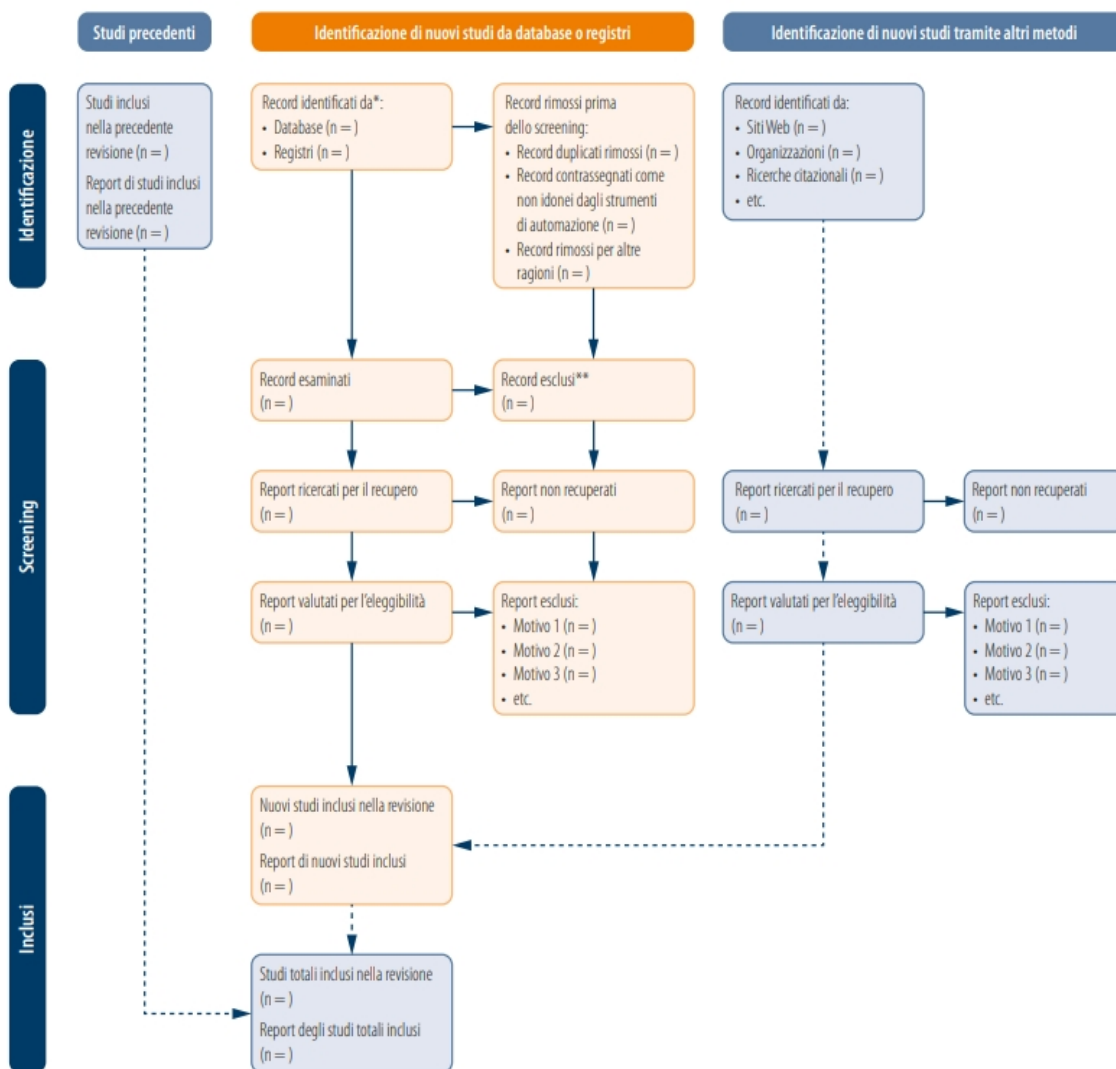 Studi precedenti
Identificazione di nuovi studi da database o registri
Identificazione di nuovi studi tramite altri metodi
Identificazione
Studi inclusi
nella precedente
revisione (n = )
Report di studi inclusi
nella precedente
revisione (n = )
Record identificati da*:
• Database (n = )
• Registri (n = )
Record rimossi prima
dello screening:
• Record duplicati rimossi (n = )
• Record contrassegnati come
non idonei dagli strumenti
di automazione (n = )
• Record rimossi per altre
ragioni (n = )
Record identificati da:
• Siti Web (n = )
• Organizzazioni (n = )
• Ricerche citazionali (n = )
• etc.
Screening
Record esaminati
(n = )
Record esclusi**
(n = )
Report ricercati per il recupero
(n = )
Report non recuperati
(n = )
Report ricercati per il recupero
(n = )
Report non recuperati
(n = )
Report valutati per l'eleggibilità
(n = )
Report esclusi:
• Motivo 1 (n = )
• Motivo 2 (n = )
• Motivo 3 (n = )
• etc.
Report valutati per l'eleggibilità
(n = )
Report esclusi:
• Motivo 1 (n = )
• Motivo 2 (n = )
• Motivo 3 (n = )
• etc.
Inclusi
Nuovi studi inclusi nella revisione
(n = )
Report di nuovi studi inclusi
(n = )
Studi totali inclusi nella revisione
(n = )
Report degli studi totali inclusi
(n = )